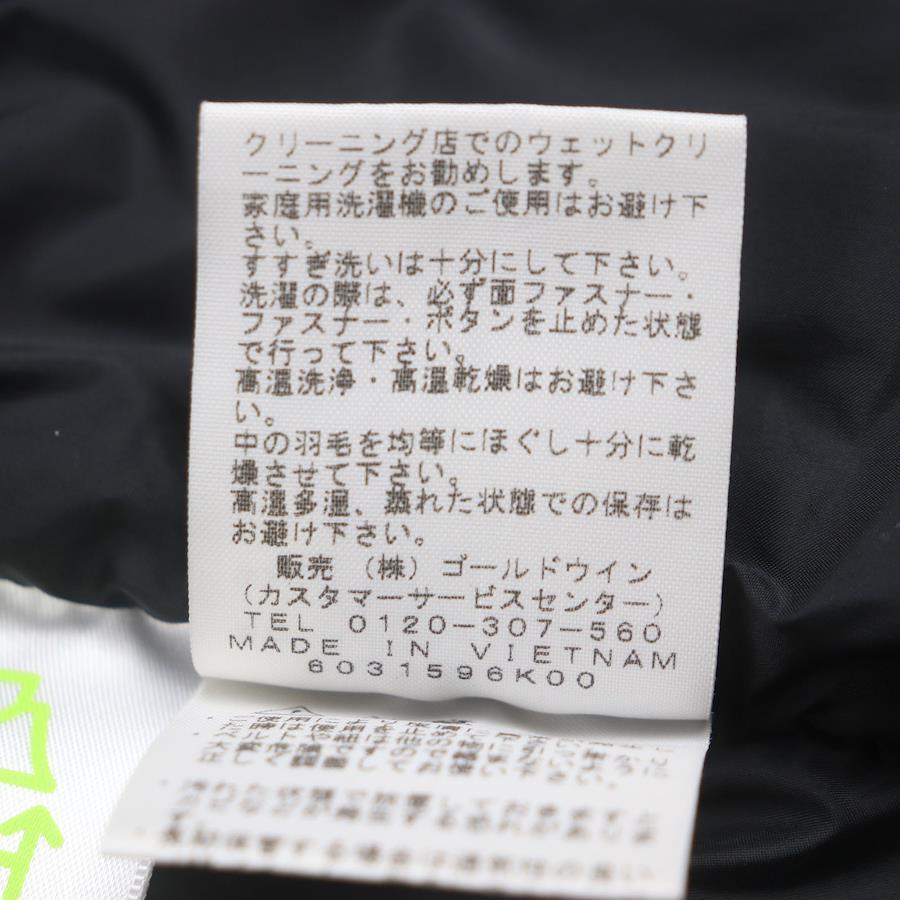 クリーニング店でのウェットクリ
ーニングをお勧めします。
家庭用洗濯機のご使用はお避け下
さい。
すすぎ洗いは十分にして下さい。
洗濯の際は、必ず面ファスナー・
ファスナー・ボタンを止めた状態
で行って下さい。
高温洗浄・高温乾燥はお避け下さ
い。
中の羽毛を均等にほぐし十分に乾
燥させて下さい。
高温多湿、蒸れた状態での保存は
お避け下さい。
販売 (株) ゴールドウイン
(カスタマーサービスセンター)
TEL 0120-307-560
MADE IN VIETNAM
6031596K00